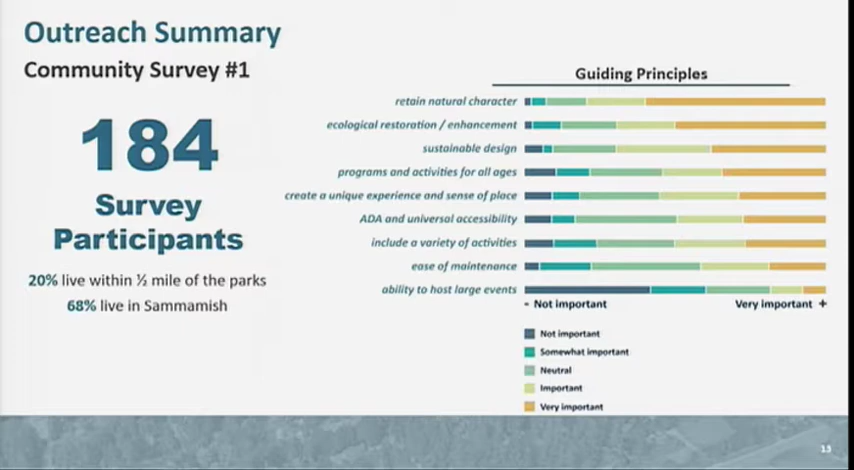 Outreach Summary
Community Survey #1
184
Survey
Participants
20% live within ½ mile of the parks
68% live in Sammamish
Guiding Principles
retain natural character
ecological restoration / enhancement
sustainable design
programs and activities for all ages
create a unique experience and sense of place
ADA and universal accessibility
include a variety of activities
ease of maintenance
ability to host large events
- Not important Very important +
Not important
Somewhat important
Neutral
Important
Very important
13